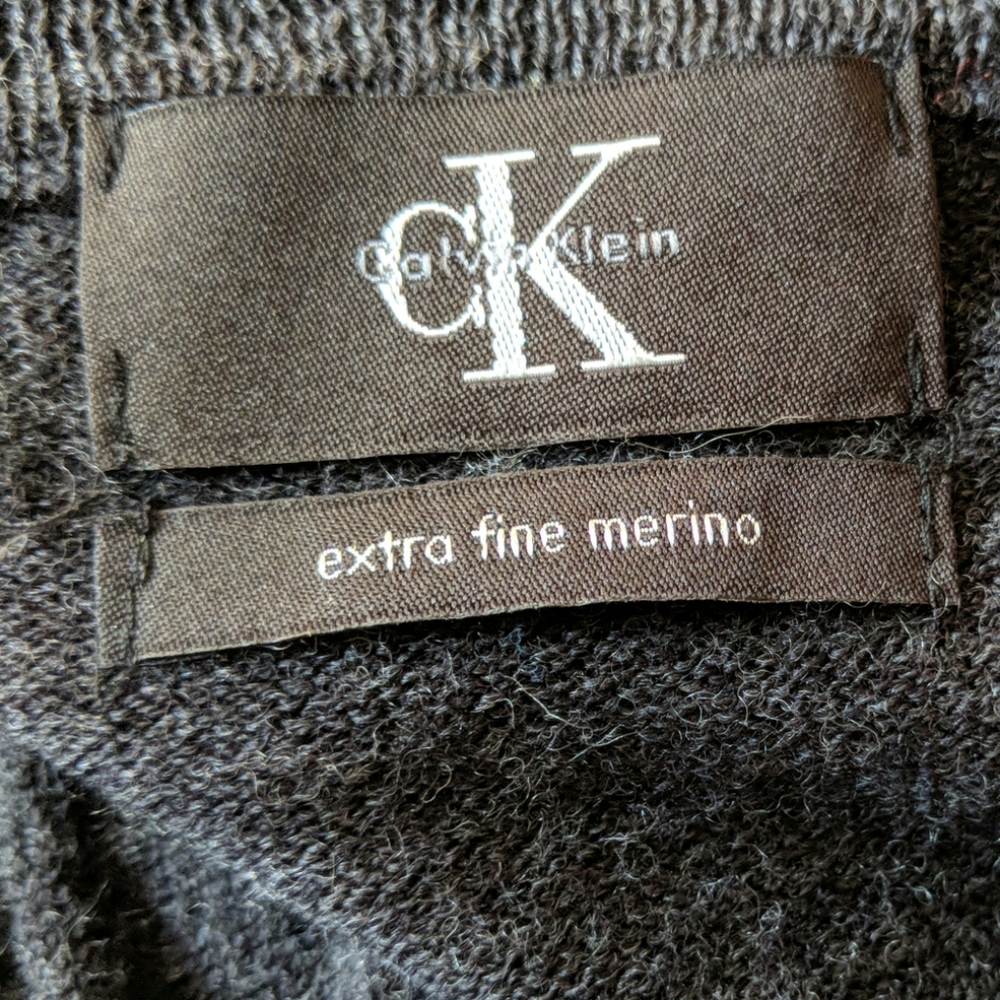 CK
Calvin Klein
extra fine merino